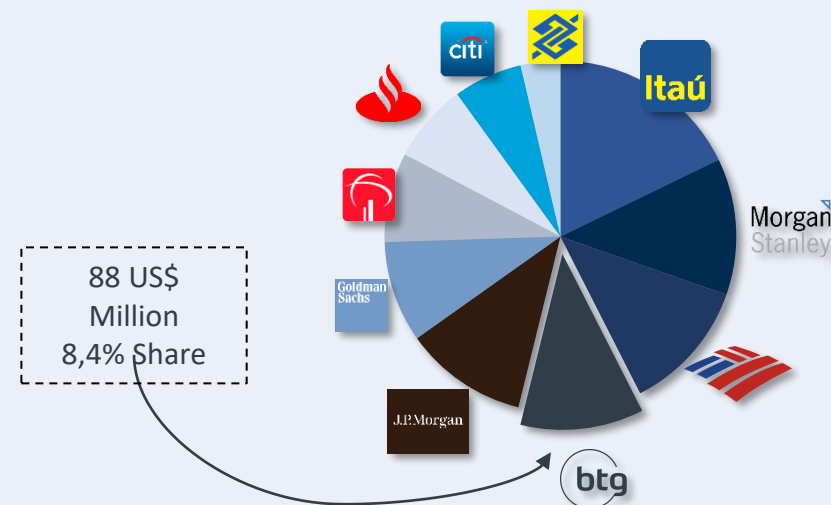 citi
Itaú
Morgan
Stanley
Goldman
Sachs
88 US$
Million
8,4% Share
J.P.Morgan
btg